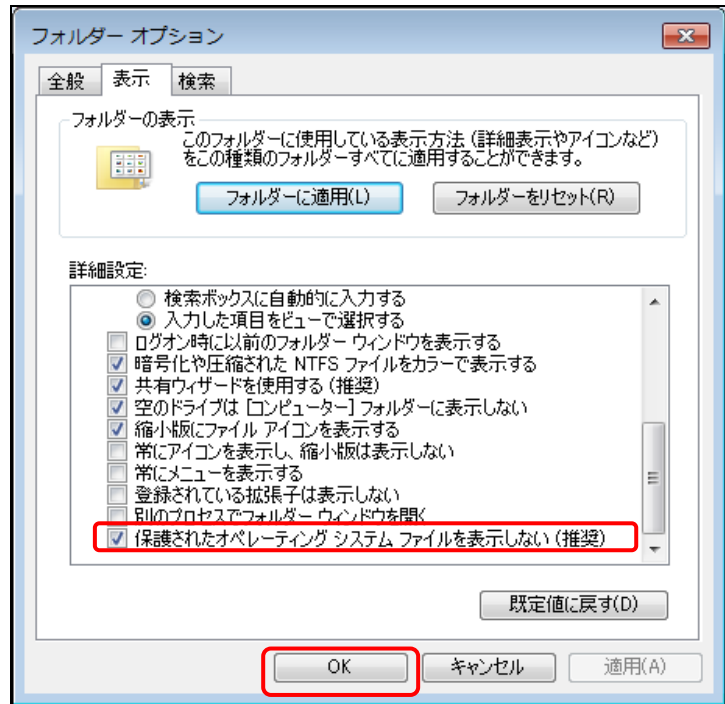 フォルダー オプション
全般 表示 検索
フォルダーの表示
このフォルダーに使用している表示方法（詳細表示やアイコンなど）
をこの種類のフォルダーすべてに適用することができます。
フォルダーに適用(L) フォルダーをリセット(R)
詳細設定:
検索ボックスに自動的に入力する
入力した項目をビューで選択する
ログオン時に以前のフォルダー ウィンドウを表示する
暗号化や圧縮された NTFS ファイルをカラーで表示する
共有ウィザードを使用する（推奨）
空のドライブは [コンピューター] フォルダーに表示しない
縮小版にファイル アイコンを表示する
常にアイコンを表示し、縮小版は表示しない
常にメニューを表示する
登録されている拡張子は表示しない
別のプロセスでフォルダー ウィンドウを開く
保護されたオペレーティング システム ファイルを表示しない（推奨）
既定値に戻す(D)
OK キャンセル 適用(A)